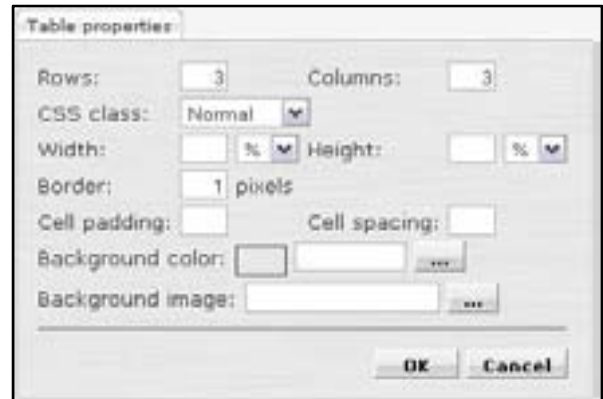 Table properties
Rows: 3 Columns: 3
CSS class: Normal
Width: % Height: %
Border: 1 pixels
Cell padding: Cell spacing:
Background color: ...
Background image: ...
OK Cancel